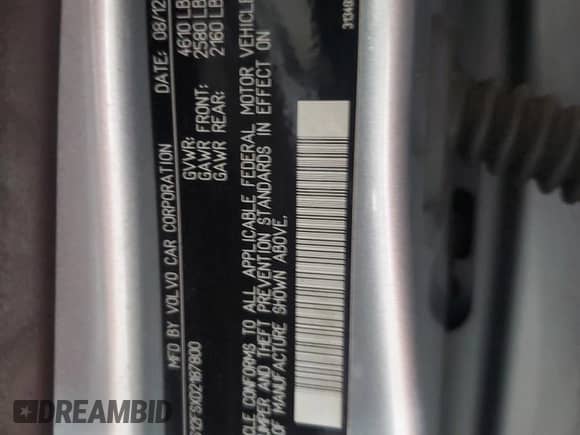 MFD BY VOLVO CAR CORPORATION DATE: 08/12
GVWR: 4610 LB
GAWR FRONT: 2580 LB
GAWR REAR: 2160 LB
CLE CONFORMS TO ALL APPLICABLE FEDERAL MOTOR VEHICLE
UMPER AND THEFT PREVENTION STANDARDS IN EFFECT ON
OF MANUFACTURE SHOWN ABOVE.
DREAMBID